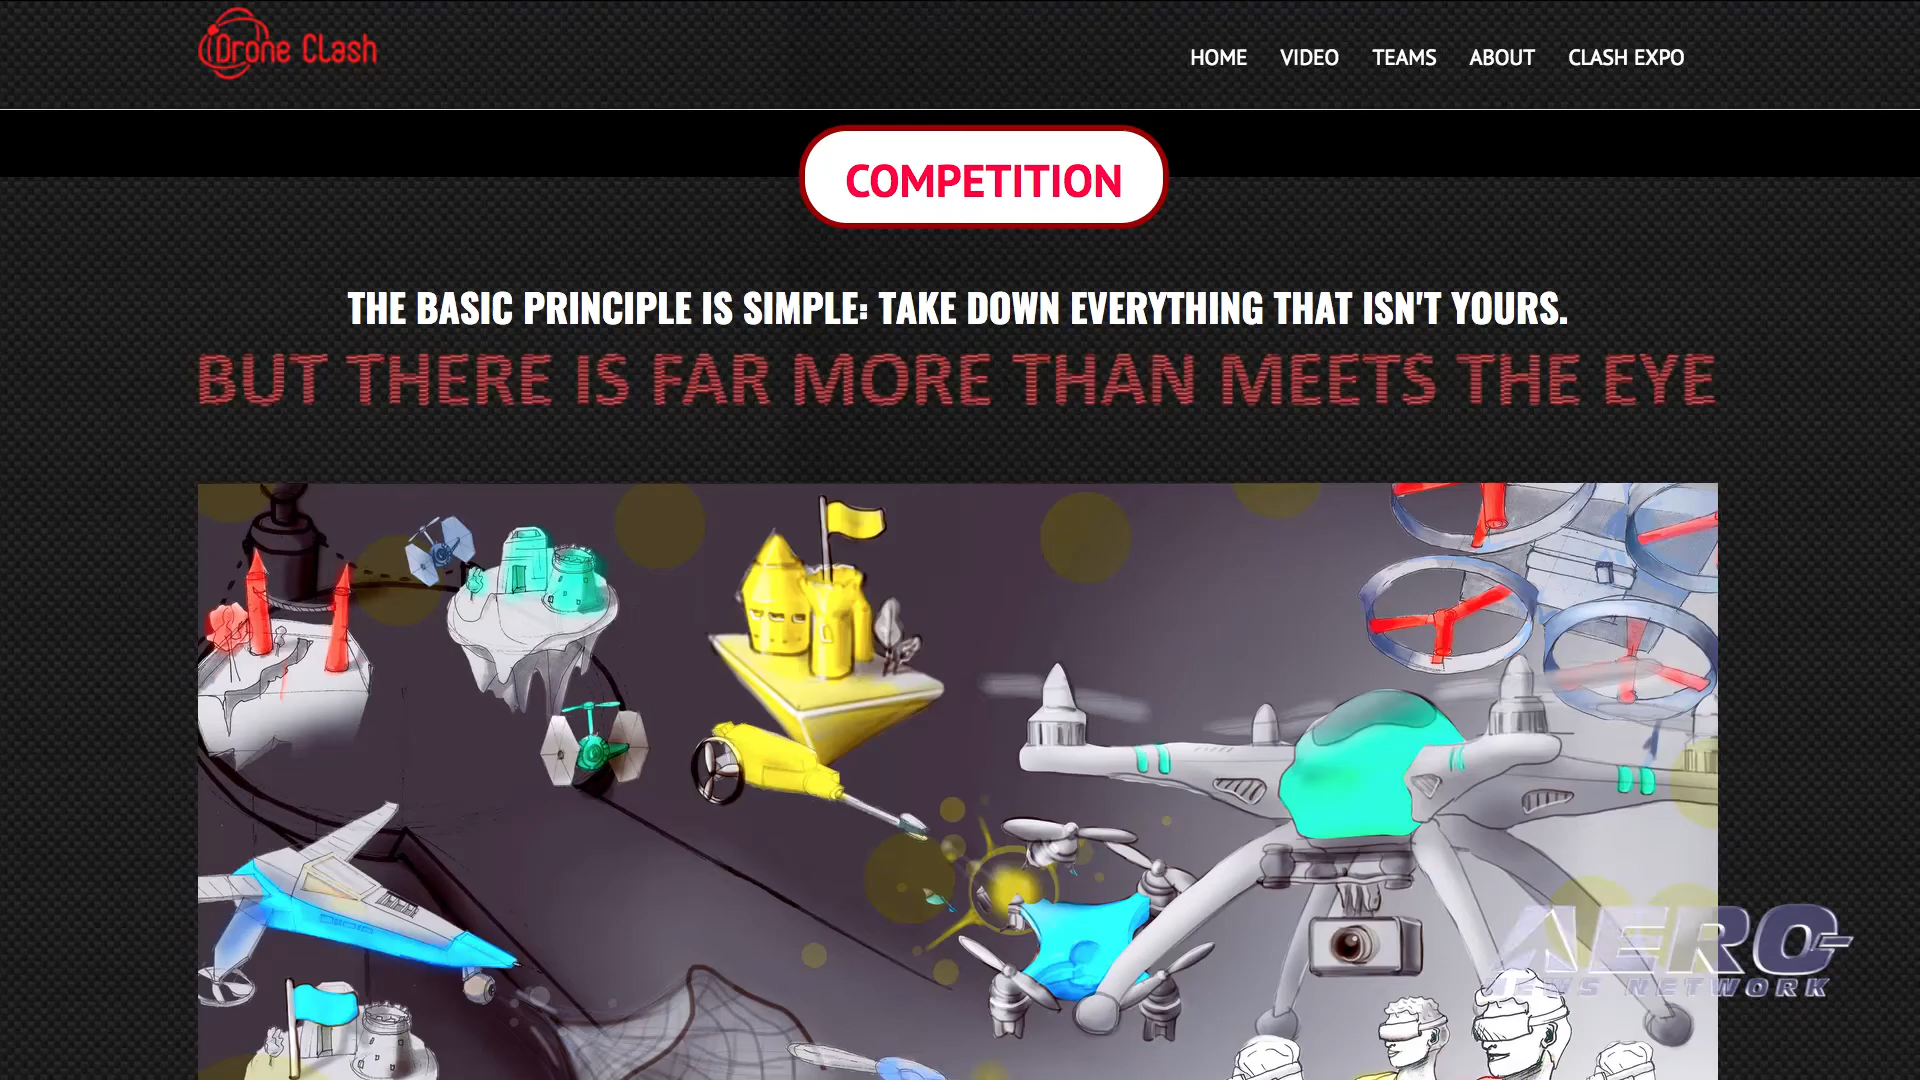 Drone Clash
HOME VIDEO TEAMS ABOUT CLASH EXPO
COMPETITION
THE BASIC PRINCIPLE IS SIMPLE: TAKE DOWN EVERYTHING THAT ISN'T YOURS.
BUT THERE IS FAR MORE THAN MEETS THE EYE
AERO-
NEWS NETWORK